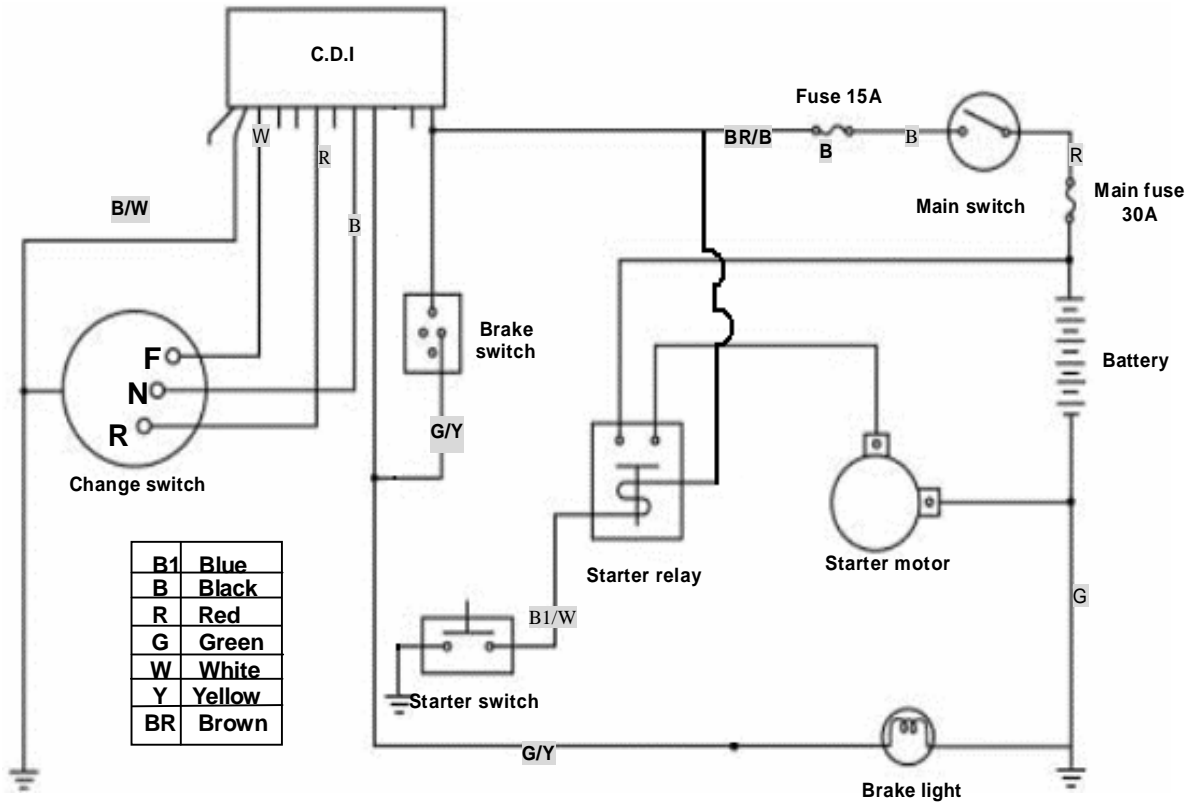 C.D.I
Fuse 15A
W
BR/B
B
B
R
R
Main switch
Main fuse
30A
B/W
B
Brake
switch
Battery
F
N
R
G/Y
Change switch
Starter relay
Starter motor
B1 Blue
B Black
R Red
G Green
W White
Y Yellow
BR Brown
B1/W
G
Starter switch
G/Y
Brake light